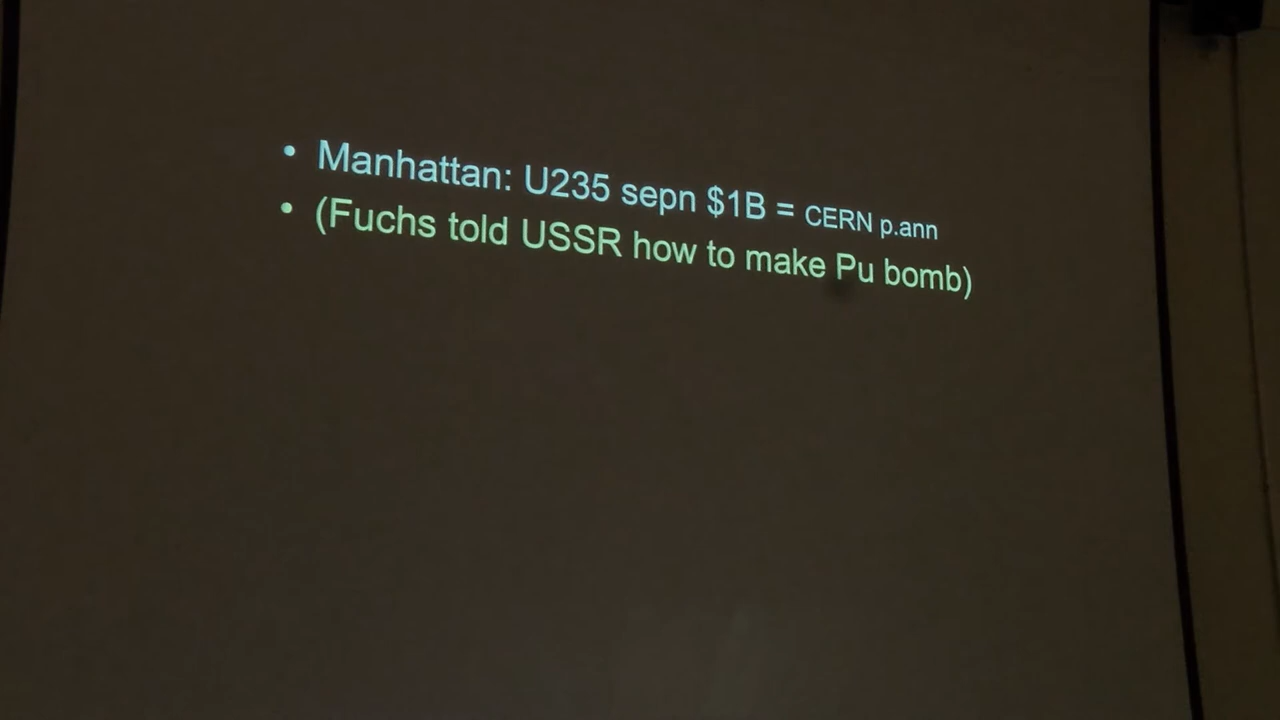 • Manhattan: U235 sepn $1B = CERN p.ann
• (Fuchs told USSR how to make Pu bomb)